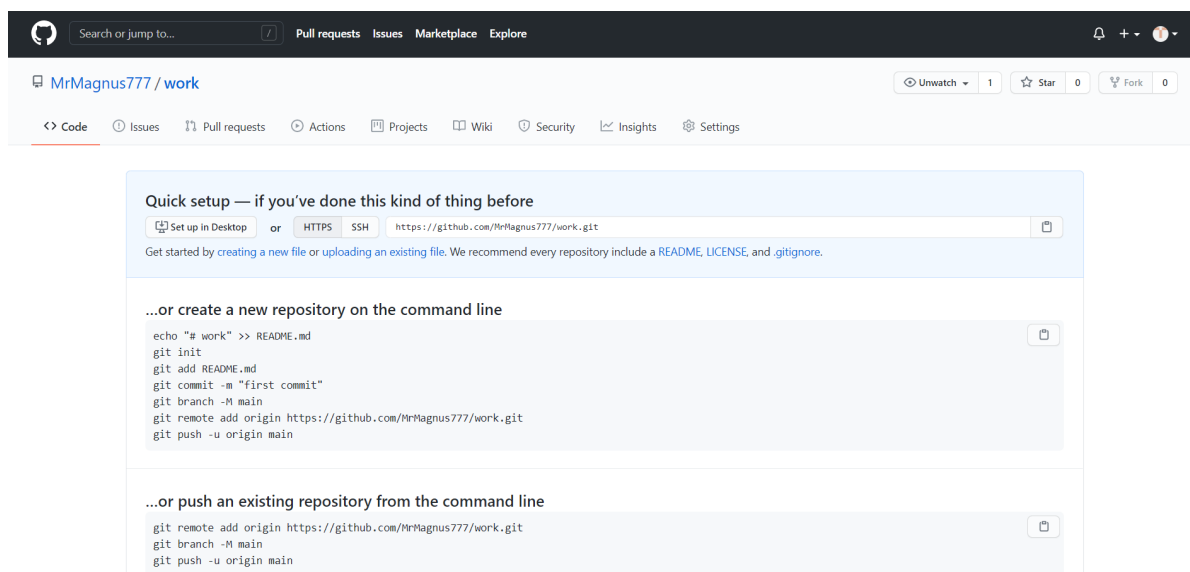 Search or jump to... / Pull requests Issues Marketplace Explore
MrMagnus777 / work Unwatch 1 Star 0 Fork 0
<> Code Issues Pull requests Actions Projects Wiki Security Insights Settings
Quick setup — if you’ve done this kind of thing before
Set up in Desktop or HTTPS SSH https://github.com/MrMagnus777/work.git
Get started by creating a new file or uploading an existing file. We recommend every repository include a README, LICENSE, and .gitignore.
…or create a new repository on the command line
echo "# work" >> README.md
git init
git add README.md
git commit -m "first commit"
git branch -M main
git remote add origin https://github.com/MrMagnus777/work.git
git push -u origin main
…or push an existing repository from the command line
git remote add origin https://github.com/MrMagnus777/work.git
git branch -M main
git push -u origin main